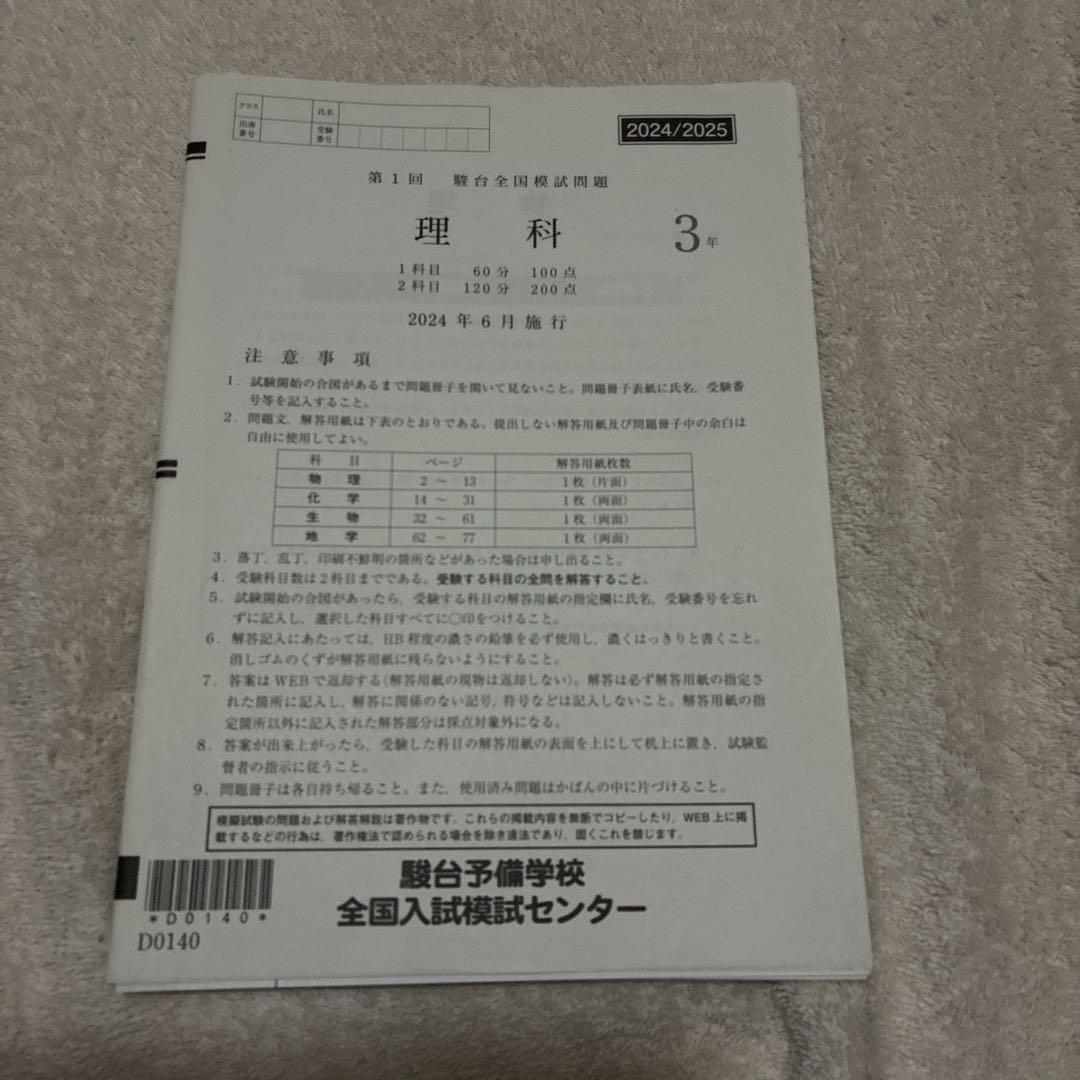 クラス 氏名
出席番号 受験番号
2024/2025
第1回 駿台全国模試問題
理 科 3年
1科目 60分 100点
2科目 120分 200点
2024年6月施行
注意事項
1. 試験開始の合図があるまで問題冊子を開いて見ないこと。問題冊子表紙に氏名、受験番
号等を記入すること。
2. 問題文、解答用紙は下表のとおりである。提出しない解答用紙及び問題冊子中の余白は
自由に使用してよい。
科 目 ページ 解答用紙枚数
物 理 2 ～ 13 1枚（片面）
化 学 14 ～ 31 1枚（両面）
生 物 32 ～ 61 1枚（両面）
地 学 62 ～ 77 1枚（両面）
3. 落丁、乱丁、印刷不鮮明の箇所などがあった場合は申し出ること。
4. 受験科目数は2科目までである。受験する科目の全問を解答すること。
5. 試験開始の合図があったら、受験する科目の解答用紙の指定欄に氏名、受験番号を忘れ
ずに記入し、選択した科目すべてに○印をつけること。
6. 解答記入にあたっては、HB程度の濃さの鉛筆を必ず使用し、濃くはっきりと書くこと。
消しゴムのくずが解答用紙に残らないようにすること。
7. 答案はWEBで返却する（解答用紙の現物は返却しない）。解答は必ず解答用紙の指定さ
れた箇所に記入し、解答に関係のない記号、符号などは記入しないこと。解答用紙の指
定箇所以外に記入された解答部分は採点対象外になる。
8. 答案が出来上がったら、受験した科目の解答用紙の表面を上にして机上に置き、試験監
督者の指示に従うこと。
9. 問題冊子は各自持ち帰ること。また、使用済み問題はかばんの中に片づけること。
模擬試験の問題および解答解説は著作物です。これらの掲載内容を無断でコピーしたり、WEB上に掲
載するなどの行為は、著作権法で認められる場合を除き違法であり、固くこれを禁じます。
駿台予備学校
全国入試模試センター
*D0140*
D0140